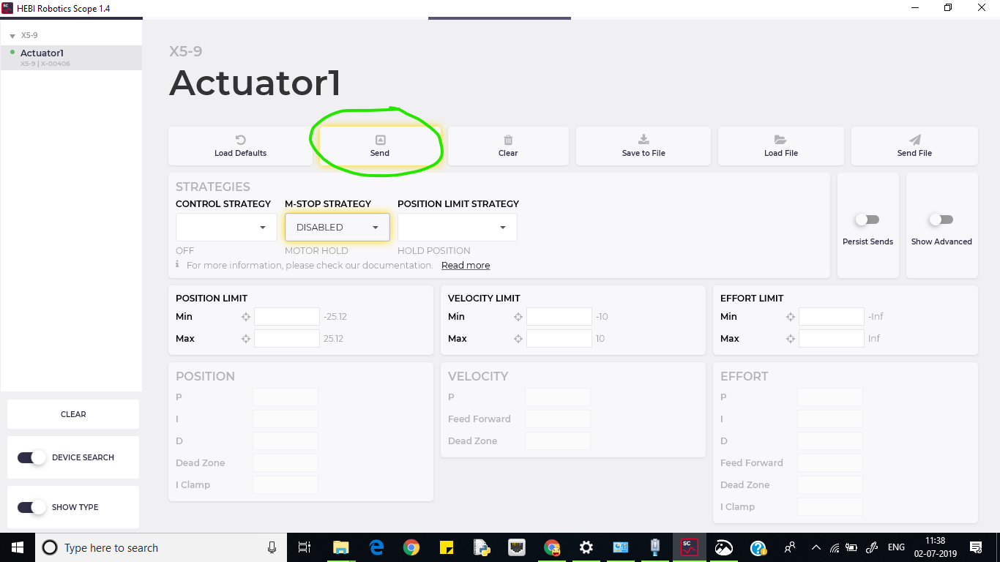 HEBI Robotics Scope 1.4
X5-9
Actuator1
X5-9 | X-00406
X5-9
Actuator1
Load Defaults
Send
Clear
Save to File
Load File
Send File
STRATEGIES
CONTROL STRATEGY M-STOP STRATEGY POSITION LIMIT STRATEGY
DISABLED
OFF MOTOR HOLD HOLD POSITION
For more information, please check our documentation. Read more
Persist Sends
Show Advanced
POSITION LIMIT
Min -25.12
Max 25.12
VELOCITY LIMIT
Min -10
Max 10
EFFORT LIMIT
Min -Inf
Max Inf
POSITION
P
I
D
Dead Zone
I Clamp
VELOCITY
P
Feed Forward
Dead Zone
EFFORT
P
I
D
Feed Forward
Dead Zone
I Clamp
CLEAR
DEVICE SEARCH
SHOW TYPE
Type here to search
SC
ENG
11:38
02-07-2019